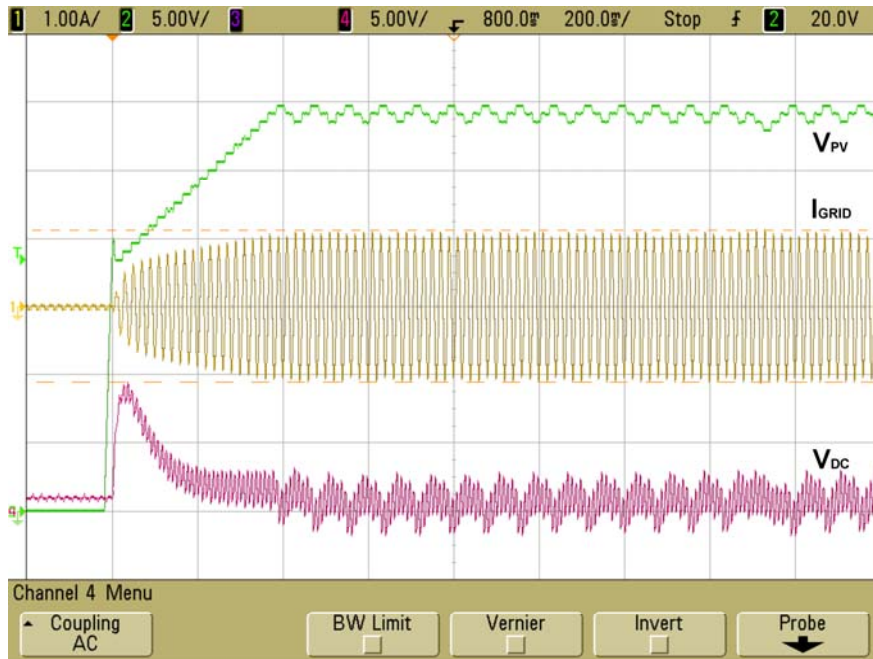 1 1.00A/ 2 5.00V/ 3 4 5.00V/ 800.0ms 200.0ms/ Stop 2 20.0V
VPV
IGRID
T
1
VDC
Channel 4 Menu
Coupling
AC
BW Limit
Vernier
Invert
Probe